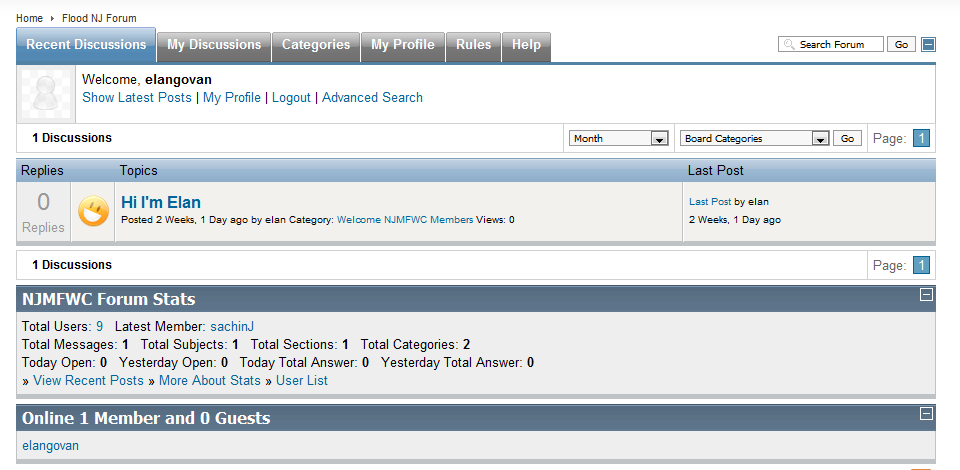 Home Flood NJ Forum
Recent Discussions My Discussions Categories My Profile Rules Help Search Forum Go
Welcome, elangovan
Show Latest Posts | My Profile | Logout | Advanced Search
1 Discussions Month Board Categories Go Page: 1
Replies Topics Last Post
0
Replies
Hi I'm Elan
Posted 2 Weeks, 1 Day ago by elan Category: Welcome NJMFWC Members Views: 0
Last Post by elan
2 Weeks, 1 Day ago
1 Discussions Page: 1
NJMFWC Forum Stats
Total Users: 9 Latest Member: sachinJ
Total Messages: 1 Total Subjects: 1 Total Sections: 1 Total Categories: 2
Today Open: 0 Yesterday Open: 0 Today Total Answer: 0 Yesterday Total Answer: 0
» View Recent Posts » More About Stats » User List
Online 1 Member and 0 Guests
elangovan